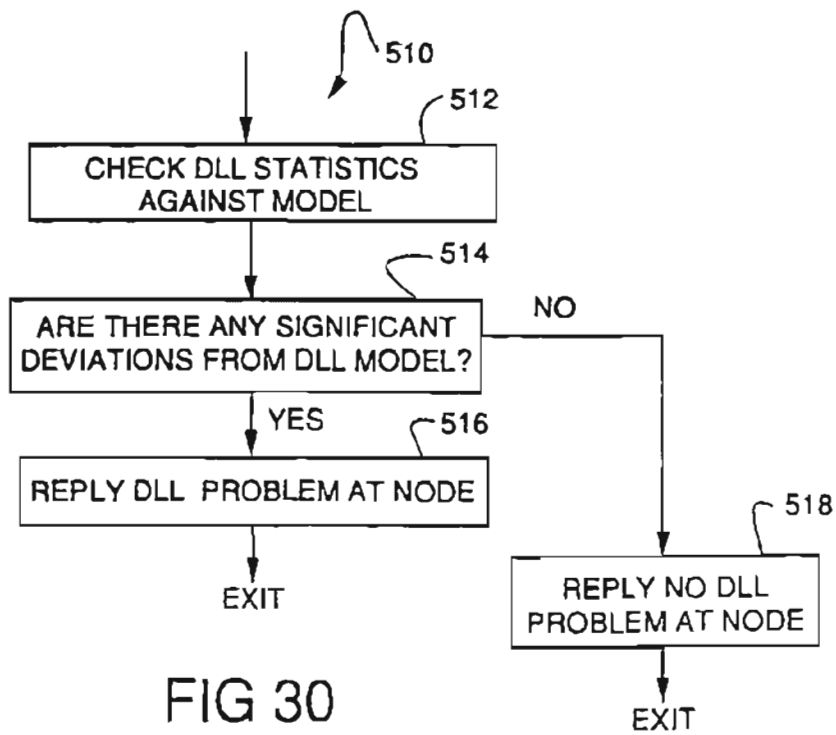 510
512
CHECK DLL STATISTICS
AGAINST MODEL
514
ARE THERE ANY SIGNIFICANT
DEVIATIONS FROM DLL MODEL?
NO
YES
516
REPLY DLL PROBLEM AT NODE
518
EXIT
REPLY NO DLL
PROBLEM AT NODE
FIG 30
EXIT